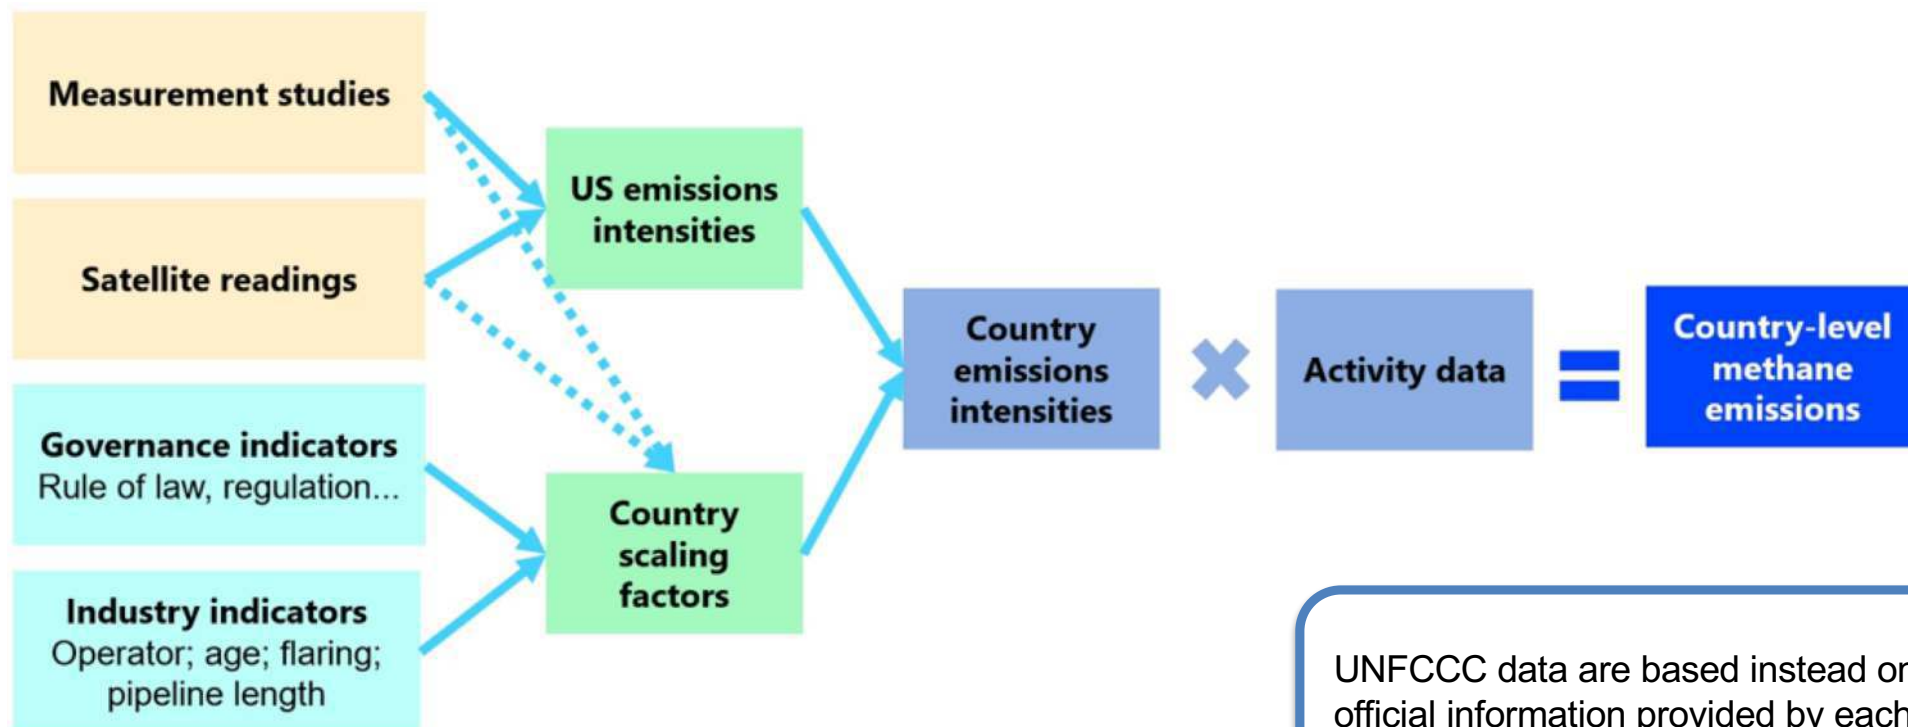 Measurement studies
Satellite readings
Governance indicators
Rule of law, regulation...
Industry indicators
Operator; age; flaring;
pipeline length
US emissions
intensities
Country
scaling
factors
Country
emissions
intensities
Activity data
Country-level
methane
emissions
UNFCCC data are based instead on
official information provided by each